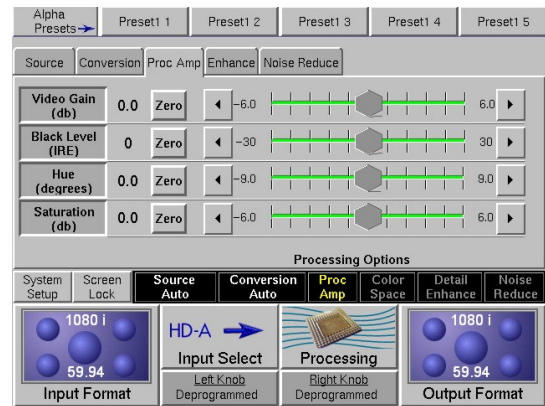 Alpha Presets
Preset1 1
Preset1 2
Preset1 3
Preset1 4
Preset1 5
Source
Conversion
Proc Amp
Enhance
Noise Reduce
Video Gain (db)
0.0
Zero
-6.0
6.0
Black Level (IRE)
0
Zero
-30
30
Hue (degrees)
0.0
Zero
-9.0
9.0
Saturation (db)
0.0
Zero
-6.0
6.0
Processing Options
System Setup
Screen Lock
Source Auto
Conversion Auto
Proc Amp
Color Space
Detail Enhance
Noise Reduce
1080 i
59.94
Input Format
HD-A
Input Select
Left Knob
Deprogrammed
Processing
Right Knob
Deprogrammed
1080 i
59.94
Output Format